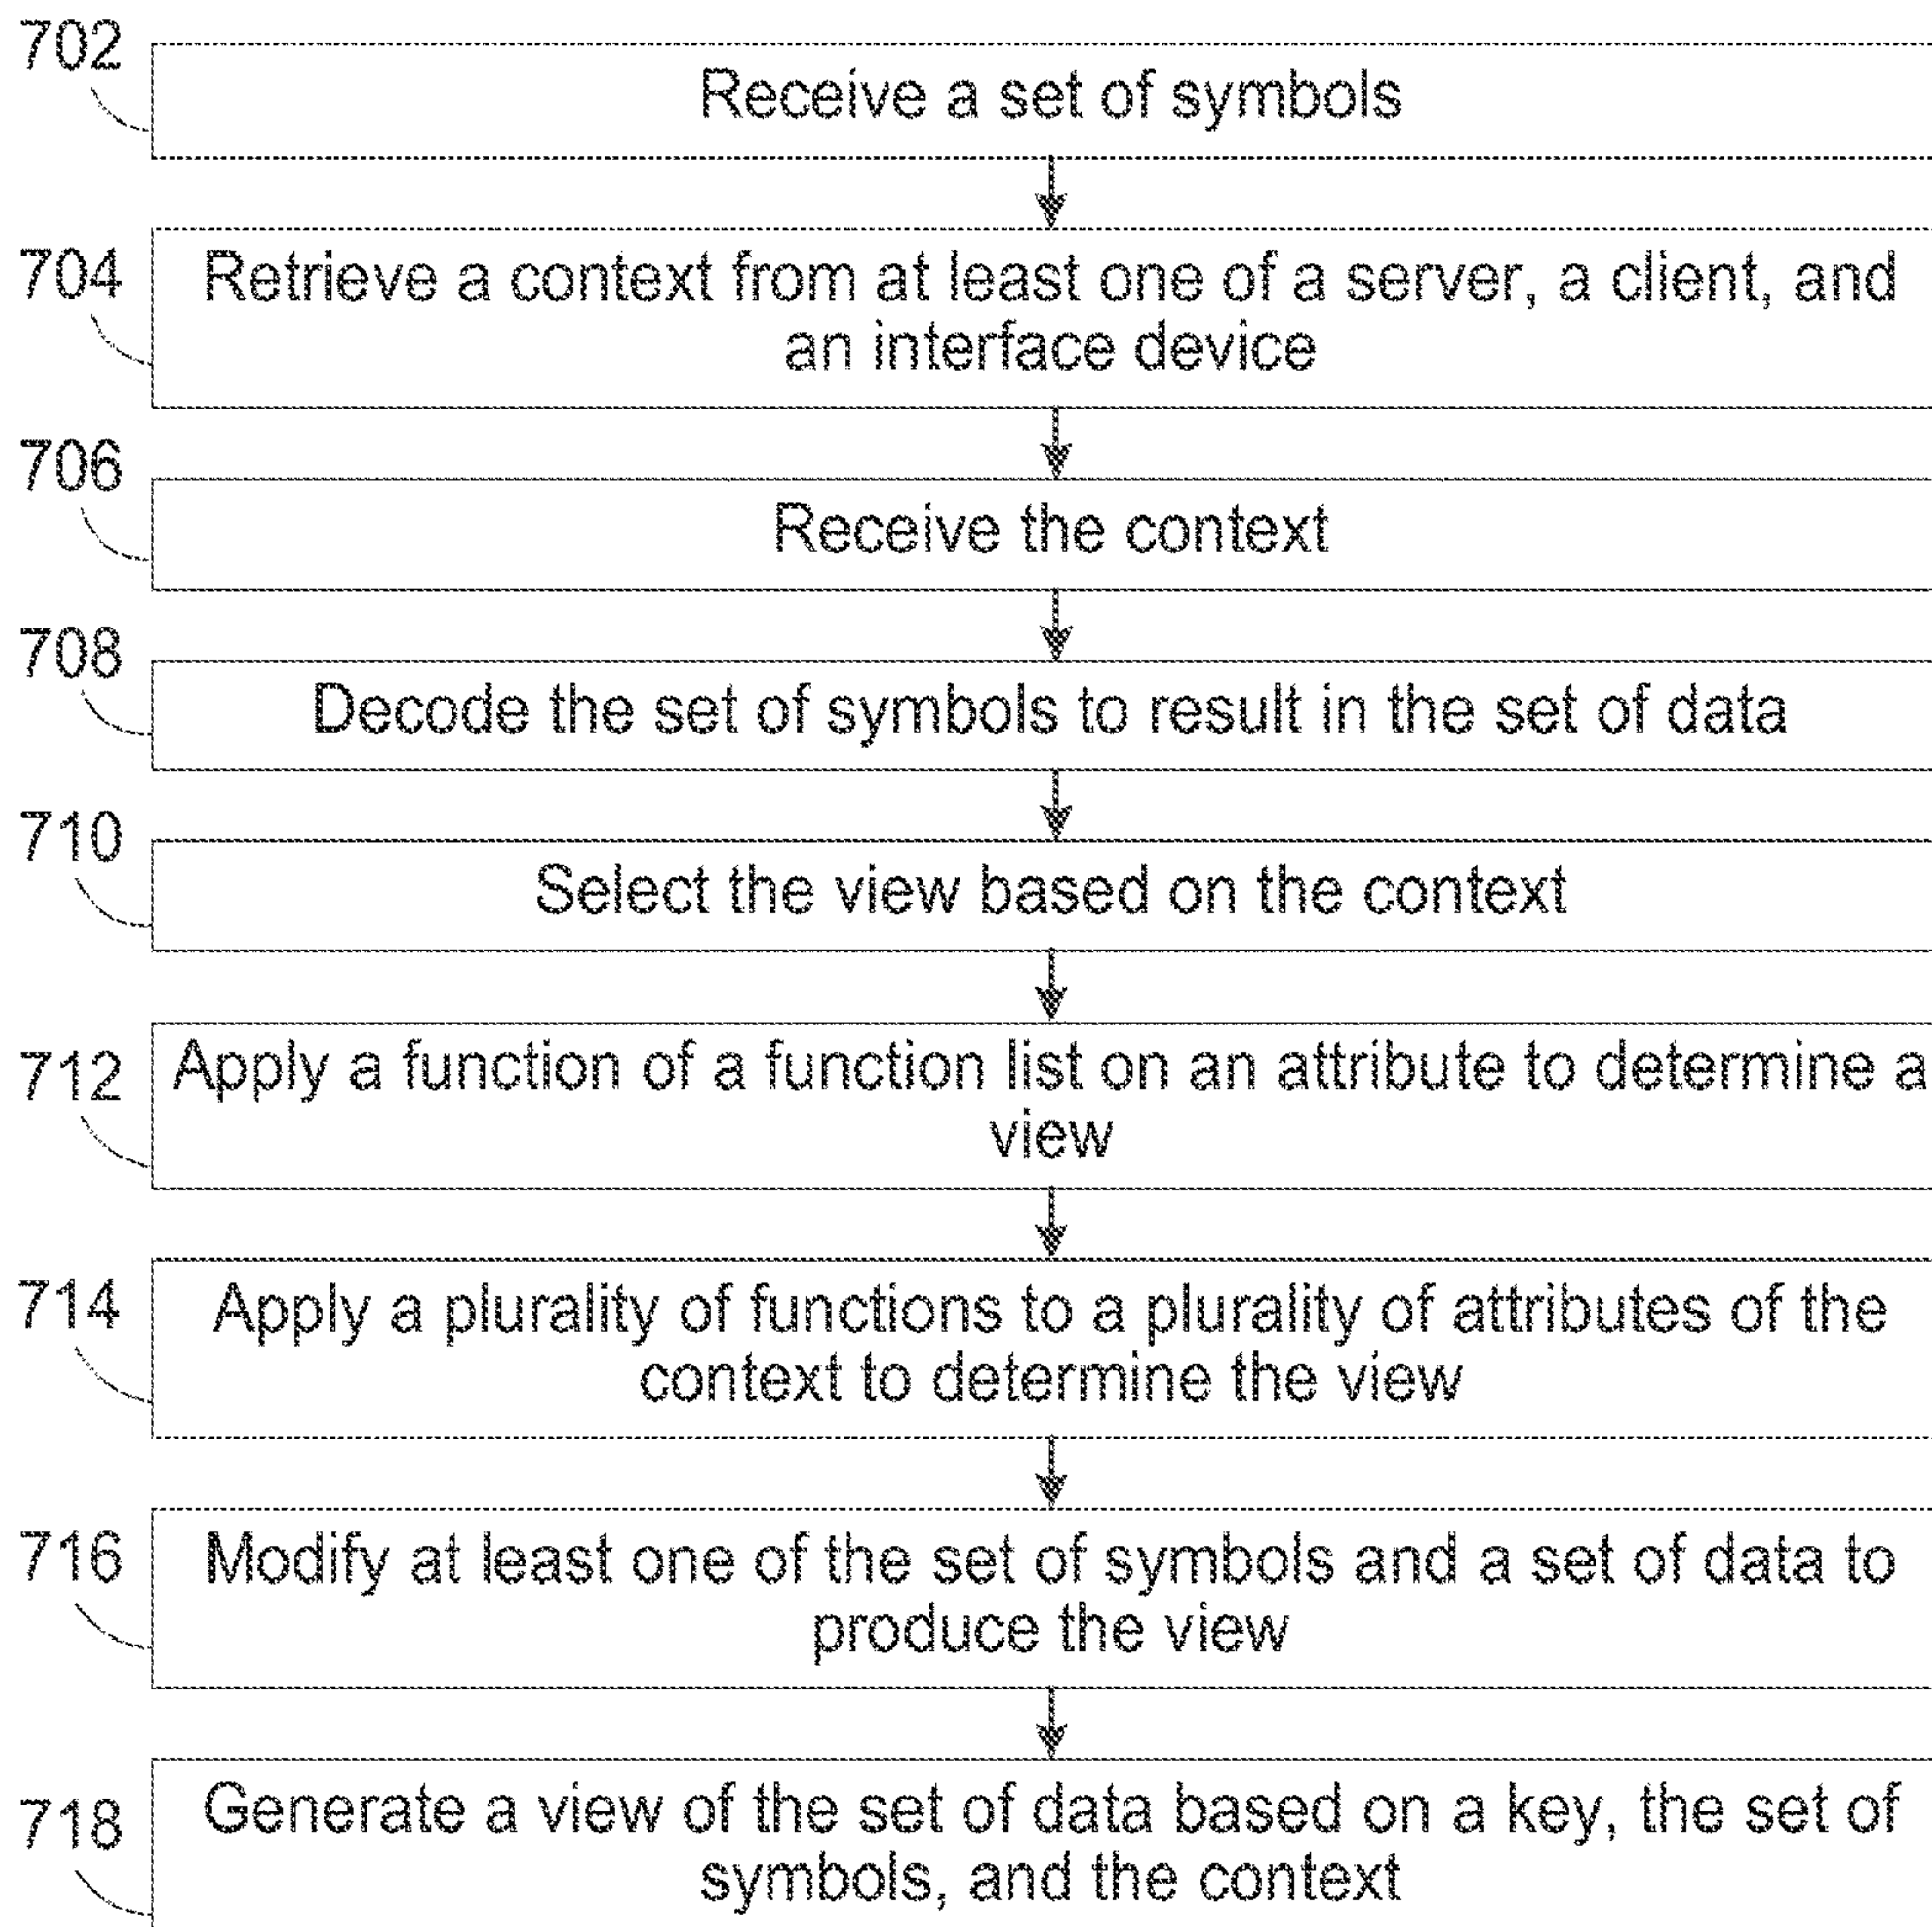 702
Receive a set of symbols
704
Retrieve a context from at least one of a server, a client, and
an interface device
706
Receive the context
708
Decode the set of symbols to result in the set of data
710
Select the view based on the context
712
Apply a function of a function list on an attribute to determine a
view
714
Apply a plurality of functions to a plurality of attributes of the
context to determine the view
716
Modify at least one of the set of symbols and a set of data to
produce the view
718
Generate a view of the set of data based on a key, the set of
symbols, and the context